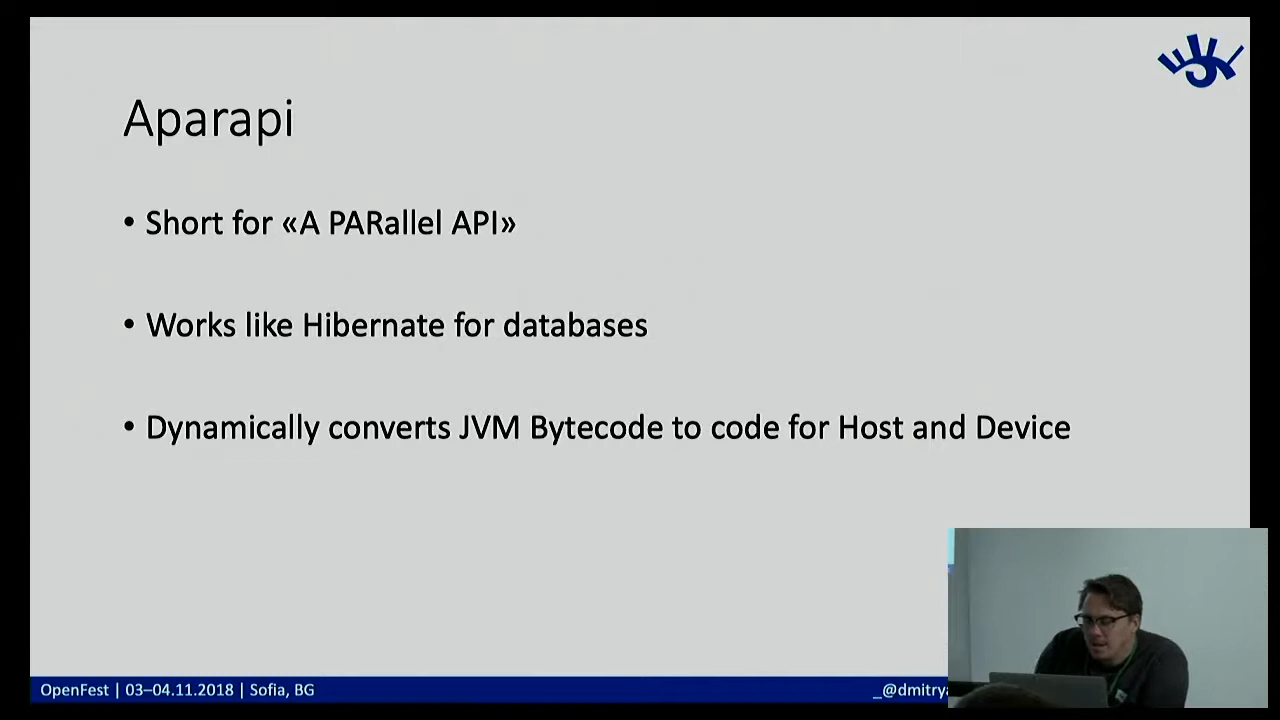 Aparapi
• Short for «A PARallel API»
• Works like Hibernate for databases
• Dynamically converts JVM Bytecode to code for Host and Device
OpenFest | 03–04.11.2018 | Sofia, BG